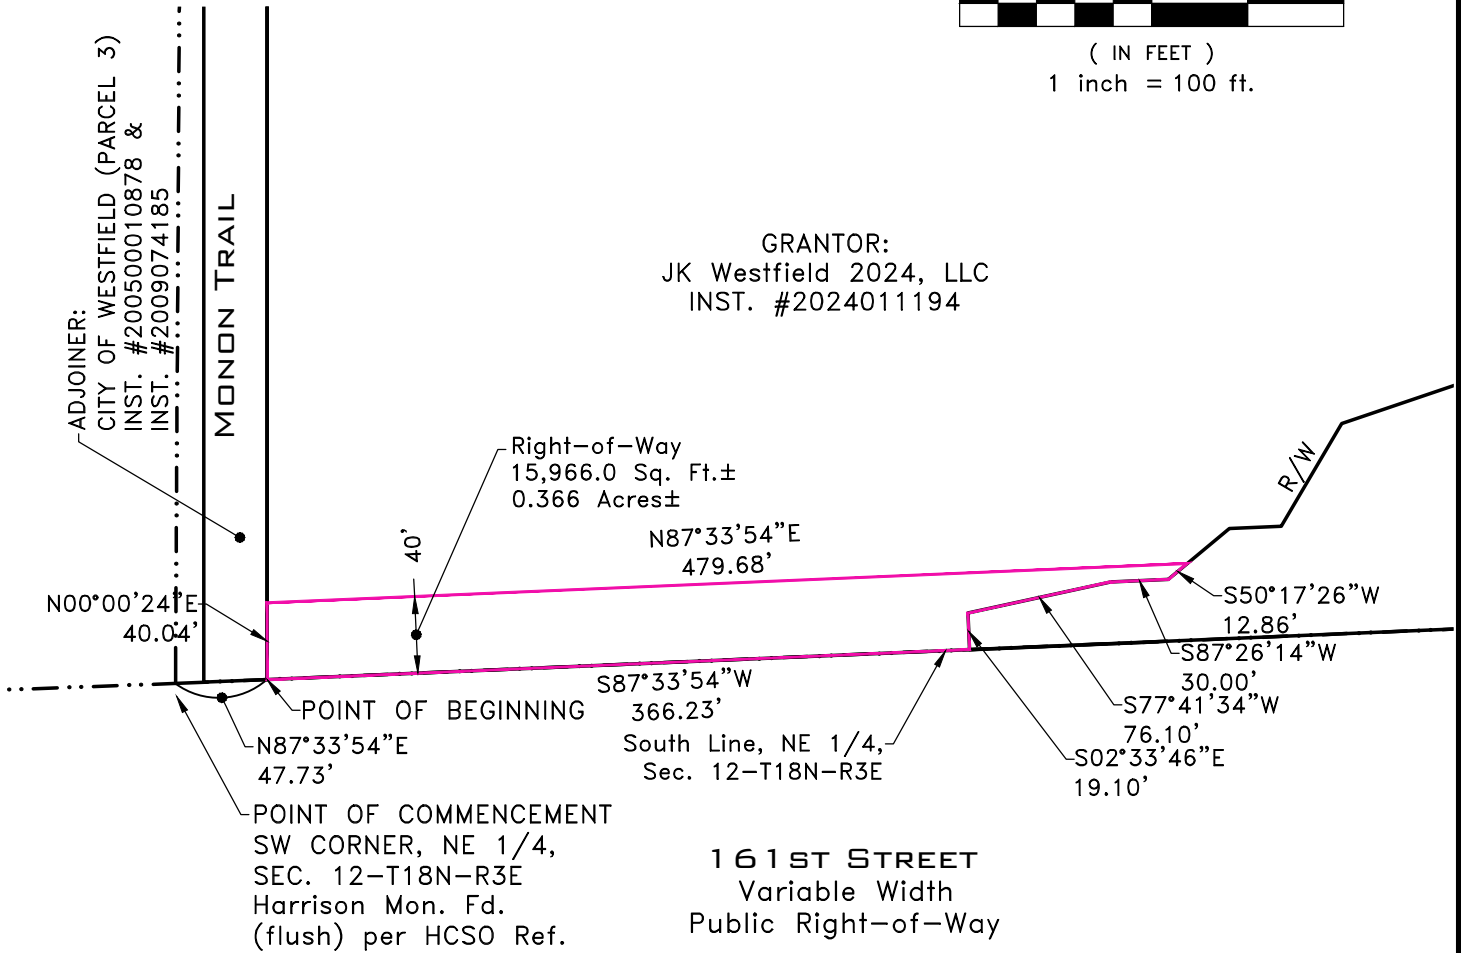 ( IN FEET )
1 inch = 100 ft.
ADJOINER:
CITY OF WESTFIELD (PARCEL 3)
INST. #200500010878 &
INST. #2009074185
MONON TRAIL
GRANTOR:
JK Westfield 2024, LLC
INST. #2024011194
R/W
Right-of-Way
15,966.0 Sq. Ft.±
0.366 Acres±
40'
N87°33'54"E
479.68'
N00°00'24"E
40.04'
S50°17'26"W
12.86'
S87°26'14"W
30.00'
S77°41'34"W
76.10'
S02°33'46"E
19.10'
S87°33'54"W
366.23'
POINT OF BEGINNING
N87°33'54"E
47.73'
South Line, NE 1/4,
Sec. 12-T18N-R3E
POINT OF COMMENCEMENT
SW CORNER, NE 1/4,
SEC. 12-T18N-R3E
Harrison Mon. Fd.
(flush) per HCSO Ref.
161ST STREET
Variable Width
Public Right-of-Way